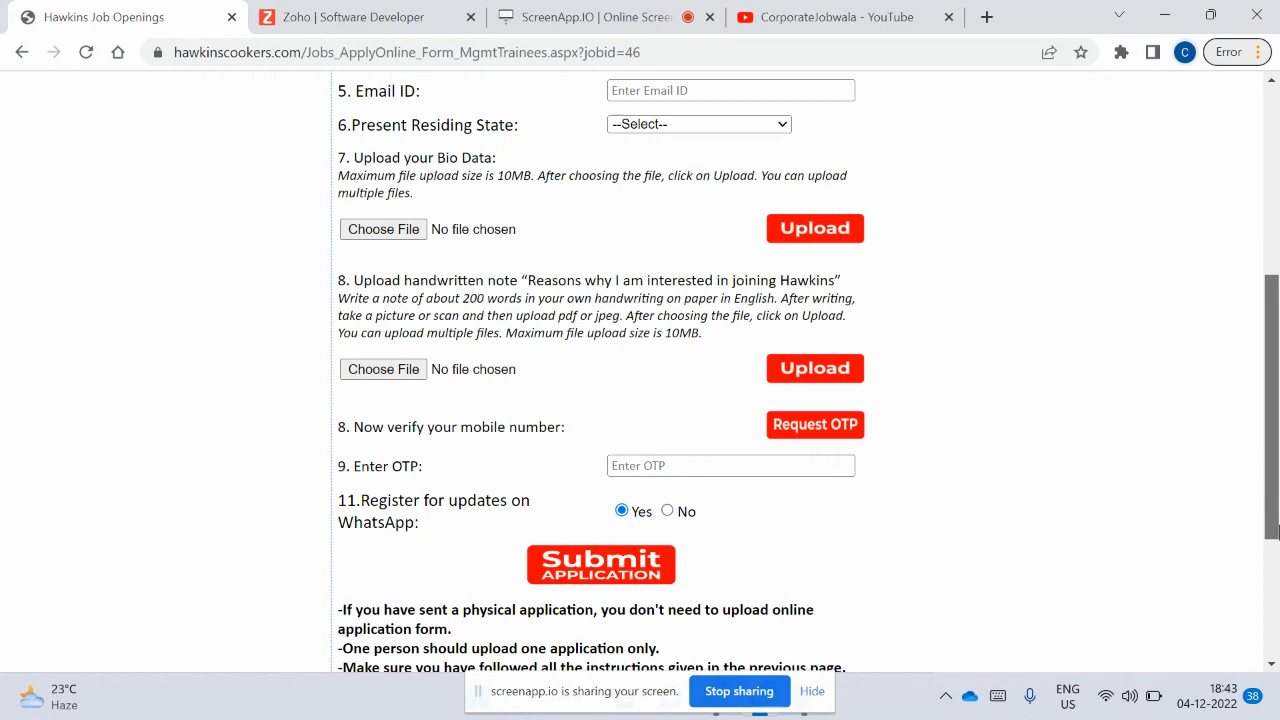 Hawkins Job Openings
Zoho | Software Developer
ScreenApp.IO | Online Screen
CorporateJobwala - YouTube
hawkinscookers.com/Jobs_ApplyOnline_Form_MgmtTrainees.aspx?jobid=46
C
Error
5. Email ID:
Enter Email ID
6.Present Residing State:
--Select--
7. Upload your Bio Data:
Maximum file upload size is 10MB. After choosing the file, click on Upload. You can upload
multiple files.
Choose File No file chosen
Upload
8. Upload handwritten note “Reasons why I am interested in joining Hawkins”
Write a note of about 200 words in your own handwriting on paper in English. After writing,
take a picture or scan and then upload pdf or jpeg. After choosing the file, click on Upload.
You can upload multiple files. Maximum file upload size is 10MB.
Choose File No file chosen
Upload
8. Now verify your mobile number:
Request OTP
9. Enter OTP:
Enter OTP
11.Register for updates on
WhatsApp:
Yes No
Submit
APPLICATION
-If you have sent a physical application, you don't need to upload online
application form.
-One person should upload one application only.
-Make sure you have followed all the instructions given in the previous page.
screenapp.io is sharing your screen.
Stop sharing
Hide
23°C
Haze
ENG
US
18:43
04-12-2022
38